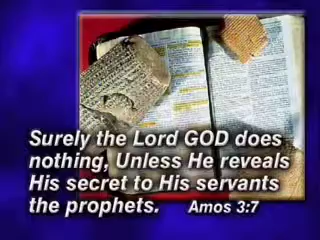 Surely the Lord GOD does
nothing, Unless He reveals
His secret to His servants
the prophets. Amos 3:7